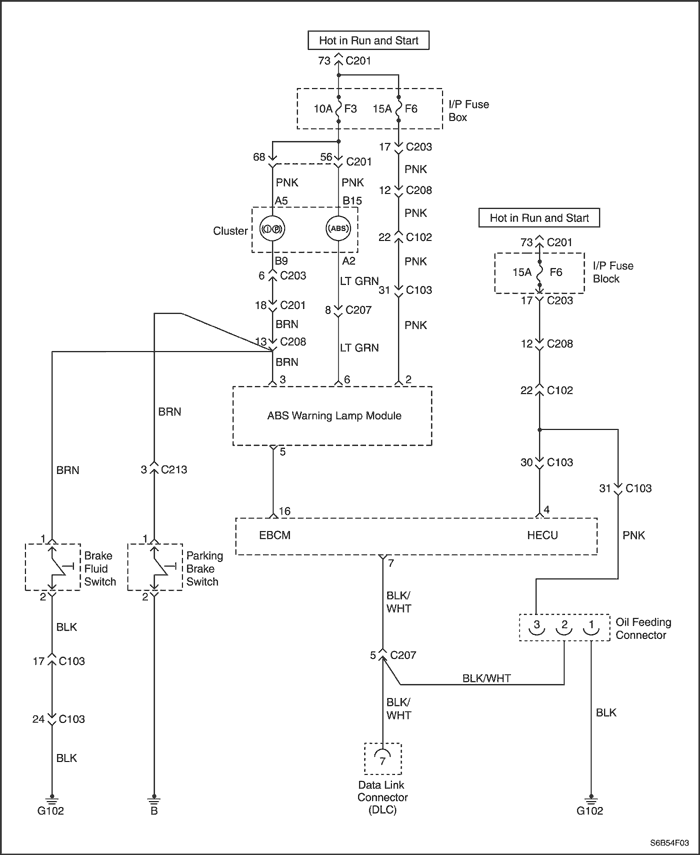 Hot in Run and Start
73 C201
10A F3 15A F6
I/P Fuse
Box
17 C203
68 56 C201
PNK PNK PNK
12 C208
A5 B15
PNK
Hot in Run and Start
Cluster
(ABS)
22 C102
73 C201
B9 A2
PNK
6 C203
15A F6
I/P Fuse
Block
LT GRN
31 C103
17 C203
18 C201
8 C207
BRN
PNK
13 C208
LT GRN
12 C208
BRN
3 6 2
22 C102
BRN
ABS Warning Lamp Module
5
BRN
3 C213
30 C103
31 C103
16 4
EBCM HECU
PNK
1 1
Brake
Fluid
Switch
Parking
Brake
Switch
7
2 2
BLK/
WHT
3 2 1
Oil Feeding
Connector
BLK
5 C207
17 C103
BLK/WHT
BLK/
WHT
BLK
24 C103
BLK
7
Data Link
Connector
(DLC)
G102 B G102
S6B54F03